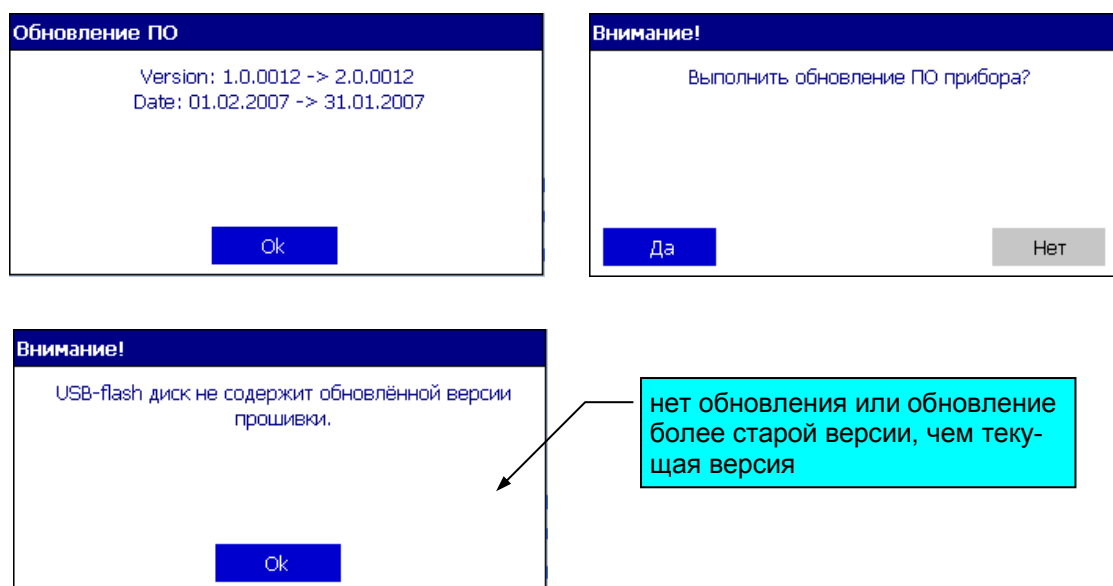 Обновление ПО
Version: 1.0.0012 -> 2.0.0012
Date: 01.02.2007 -> 31.01.2007
Ok
Внимание!
Выполнить обновление ПО прибора?
Да
Нет
Внимание!
USB-flash диск не содержит обновлённой версии
прошивки.
Ok
нет обновления или обновление
более старой версии, чем теку-
щая версия